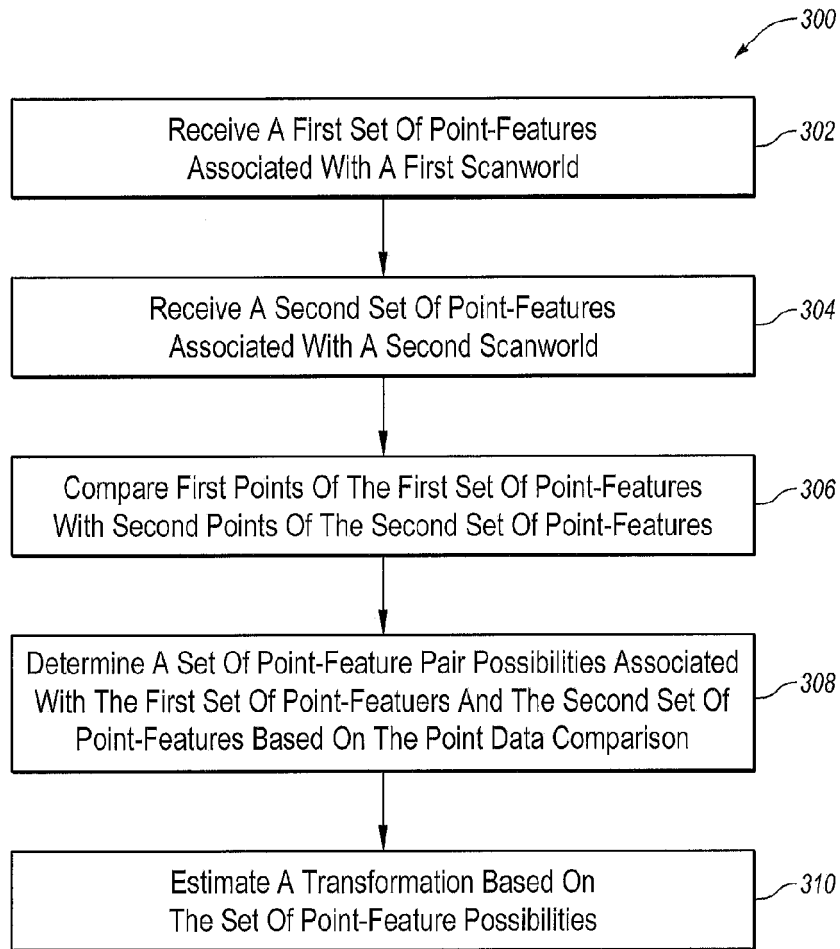 300
Receive A First Set Of Point-Features
Associated With A First Scanworld
302
Receive A Second Set Of Point-Features
Associated With A Second Scanworld
304
Compare First Points Of The First Set Of Point-Features
With Second Points Of The Second Set Of Point-Features
306
Determine A Set Of Point-Feature Pair Possibilities Associated
With The First Set Of Point-Featuers And The Second Set Of
Point-Features Based On The Point Data Comparison
308
Estimate A Transformation Based On
The Set Of Point-Feature Possibilities
310